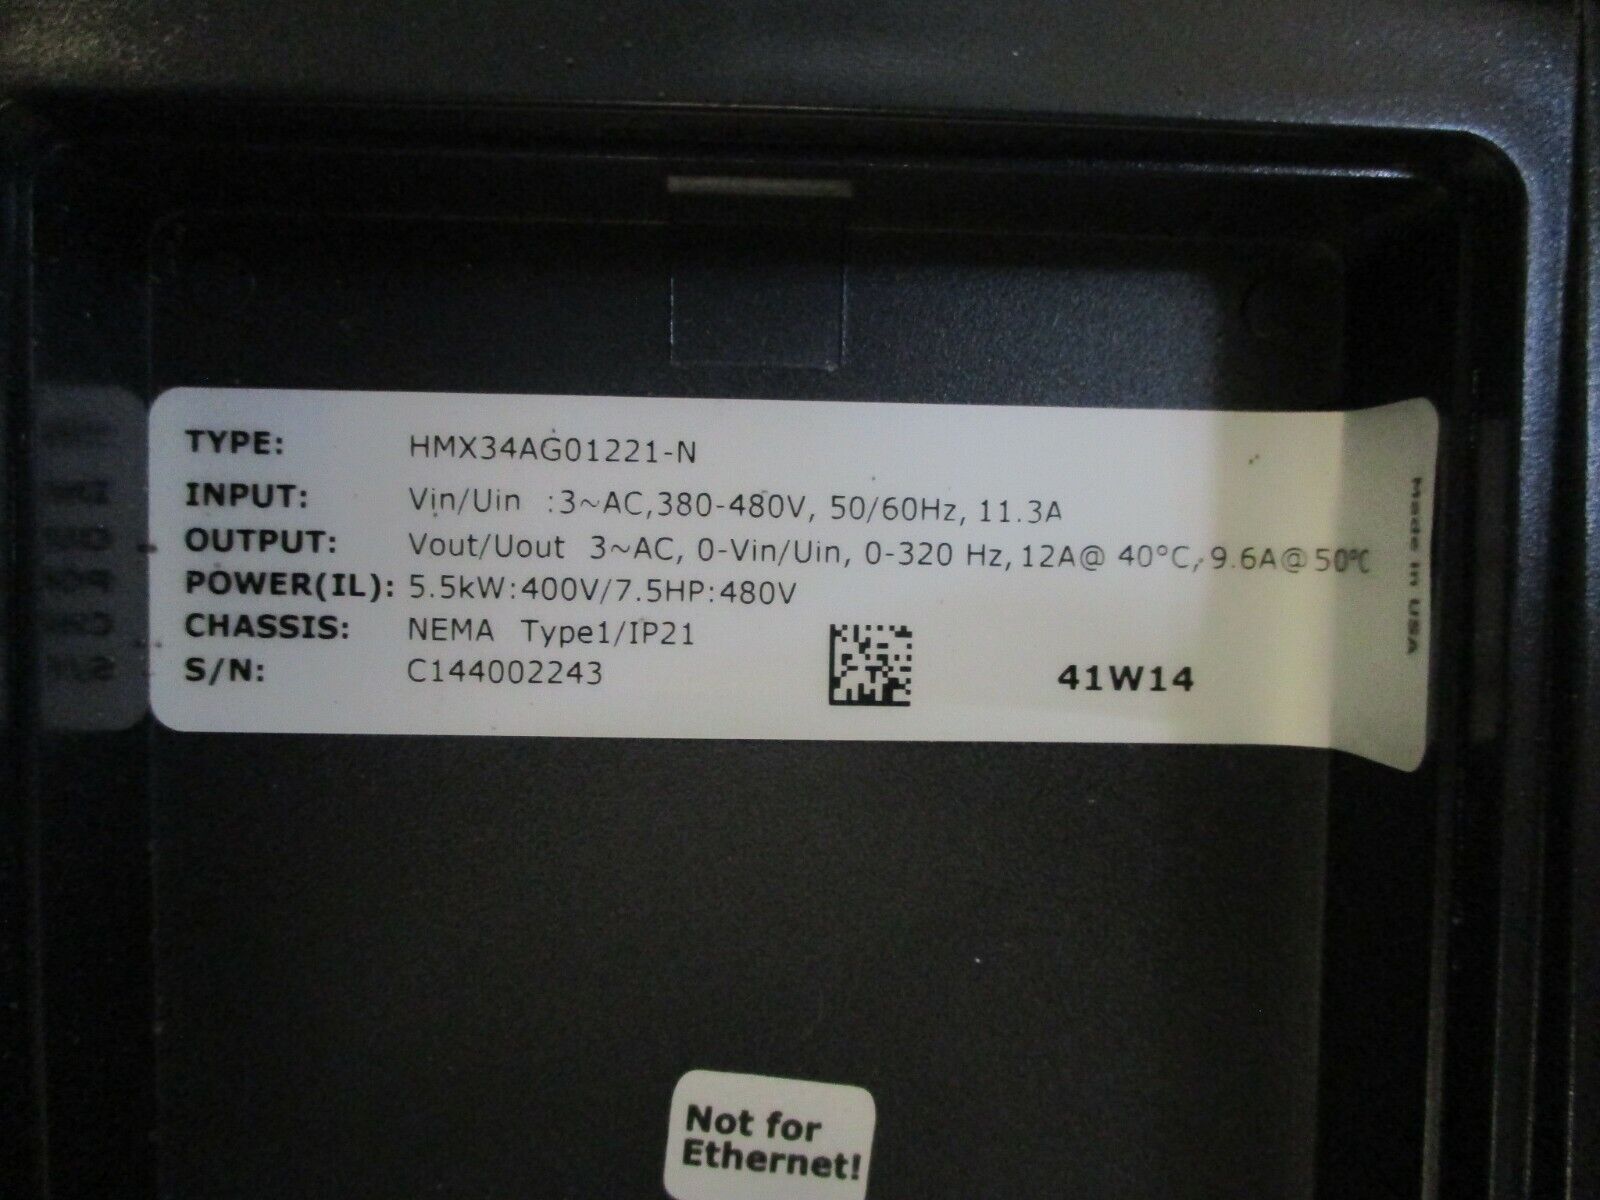 TYPE: HMX34AG01221-N
INPUT: Vin/Uin :3~AC,380-480V, 50/60Hz, 11.3A
OUTPUT: Vout/Uout 3~AC, 0-Vin/Uin, 0-320 Hz, 12A@ 40°C, 9.6A@50°C
POWER(IL): 5.5kW:400V/7.5HP:480V
CHASSIS: NEMA Type1/IP21
S/N: C144002243
41W14
Made in USA
Not for
Ethernet!